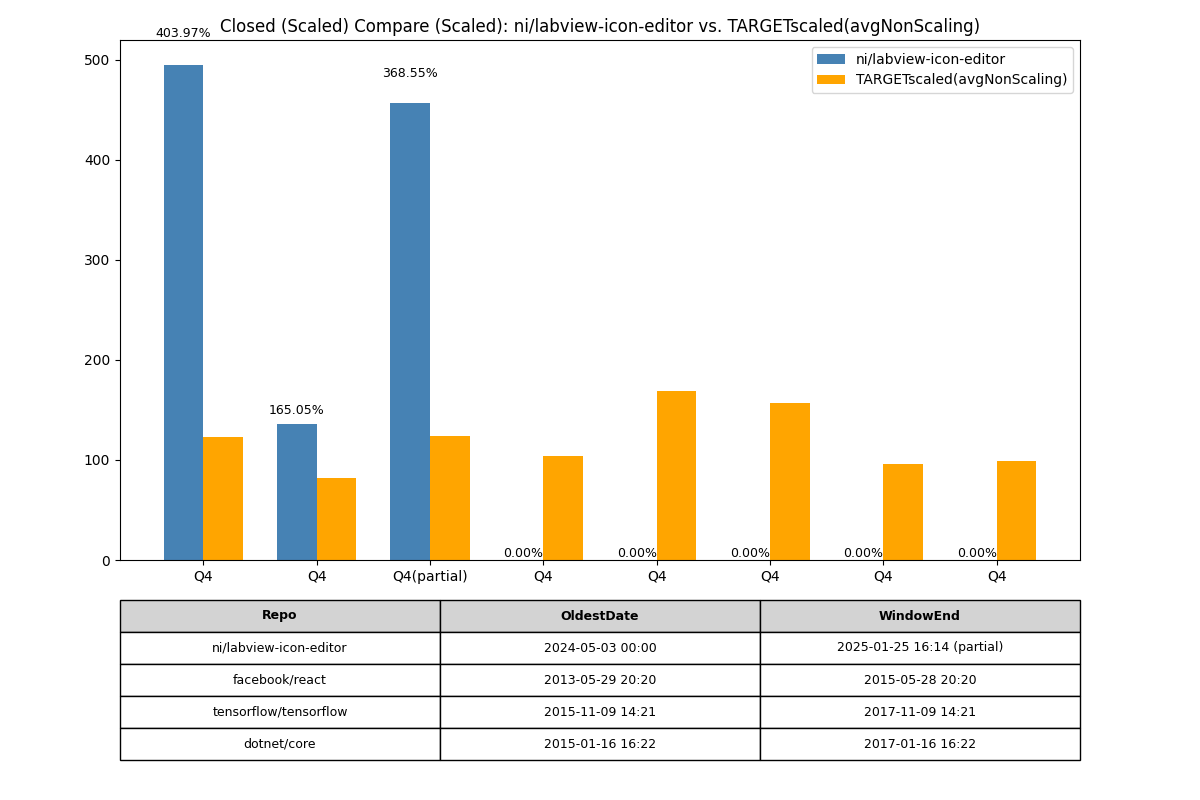 Closed (Scaled) Compare (Scaled): ni/labview-icon-editor vs. TARGETscaled(avgNonScaling)
403.97%
500
ni/labview-icon-editor
TARGETscaled(avgNonScaling)
368.55%
400
300
200
165.05%
100
0.00% 0.00% 0.00% 0.00% 0.00%
0
Q4 Q4 Q4(partial) Q4 Q4 Q4 Q4 Q4
Repo OldestDate WindowEnd
ni/labview-icon-editor 2024-05-03 00:00 2025-01-25 16:14 (partial)
facebook/react 2013-05-29 20:20 2015-05-28 20:20
tensorflow/tensorflow 2015-11-09 14:21 2017-11-09 14:21
dotnet/core 2015-01-16 16:22 2017-01-16 16:22